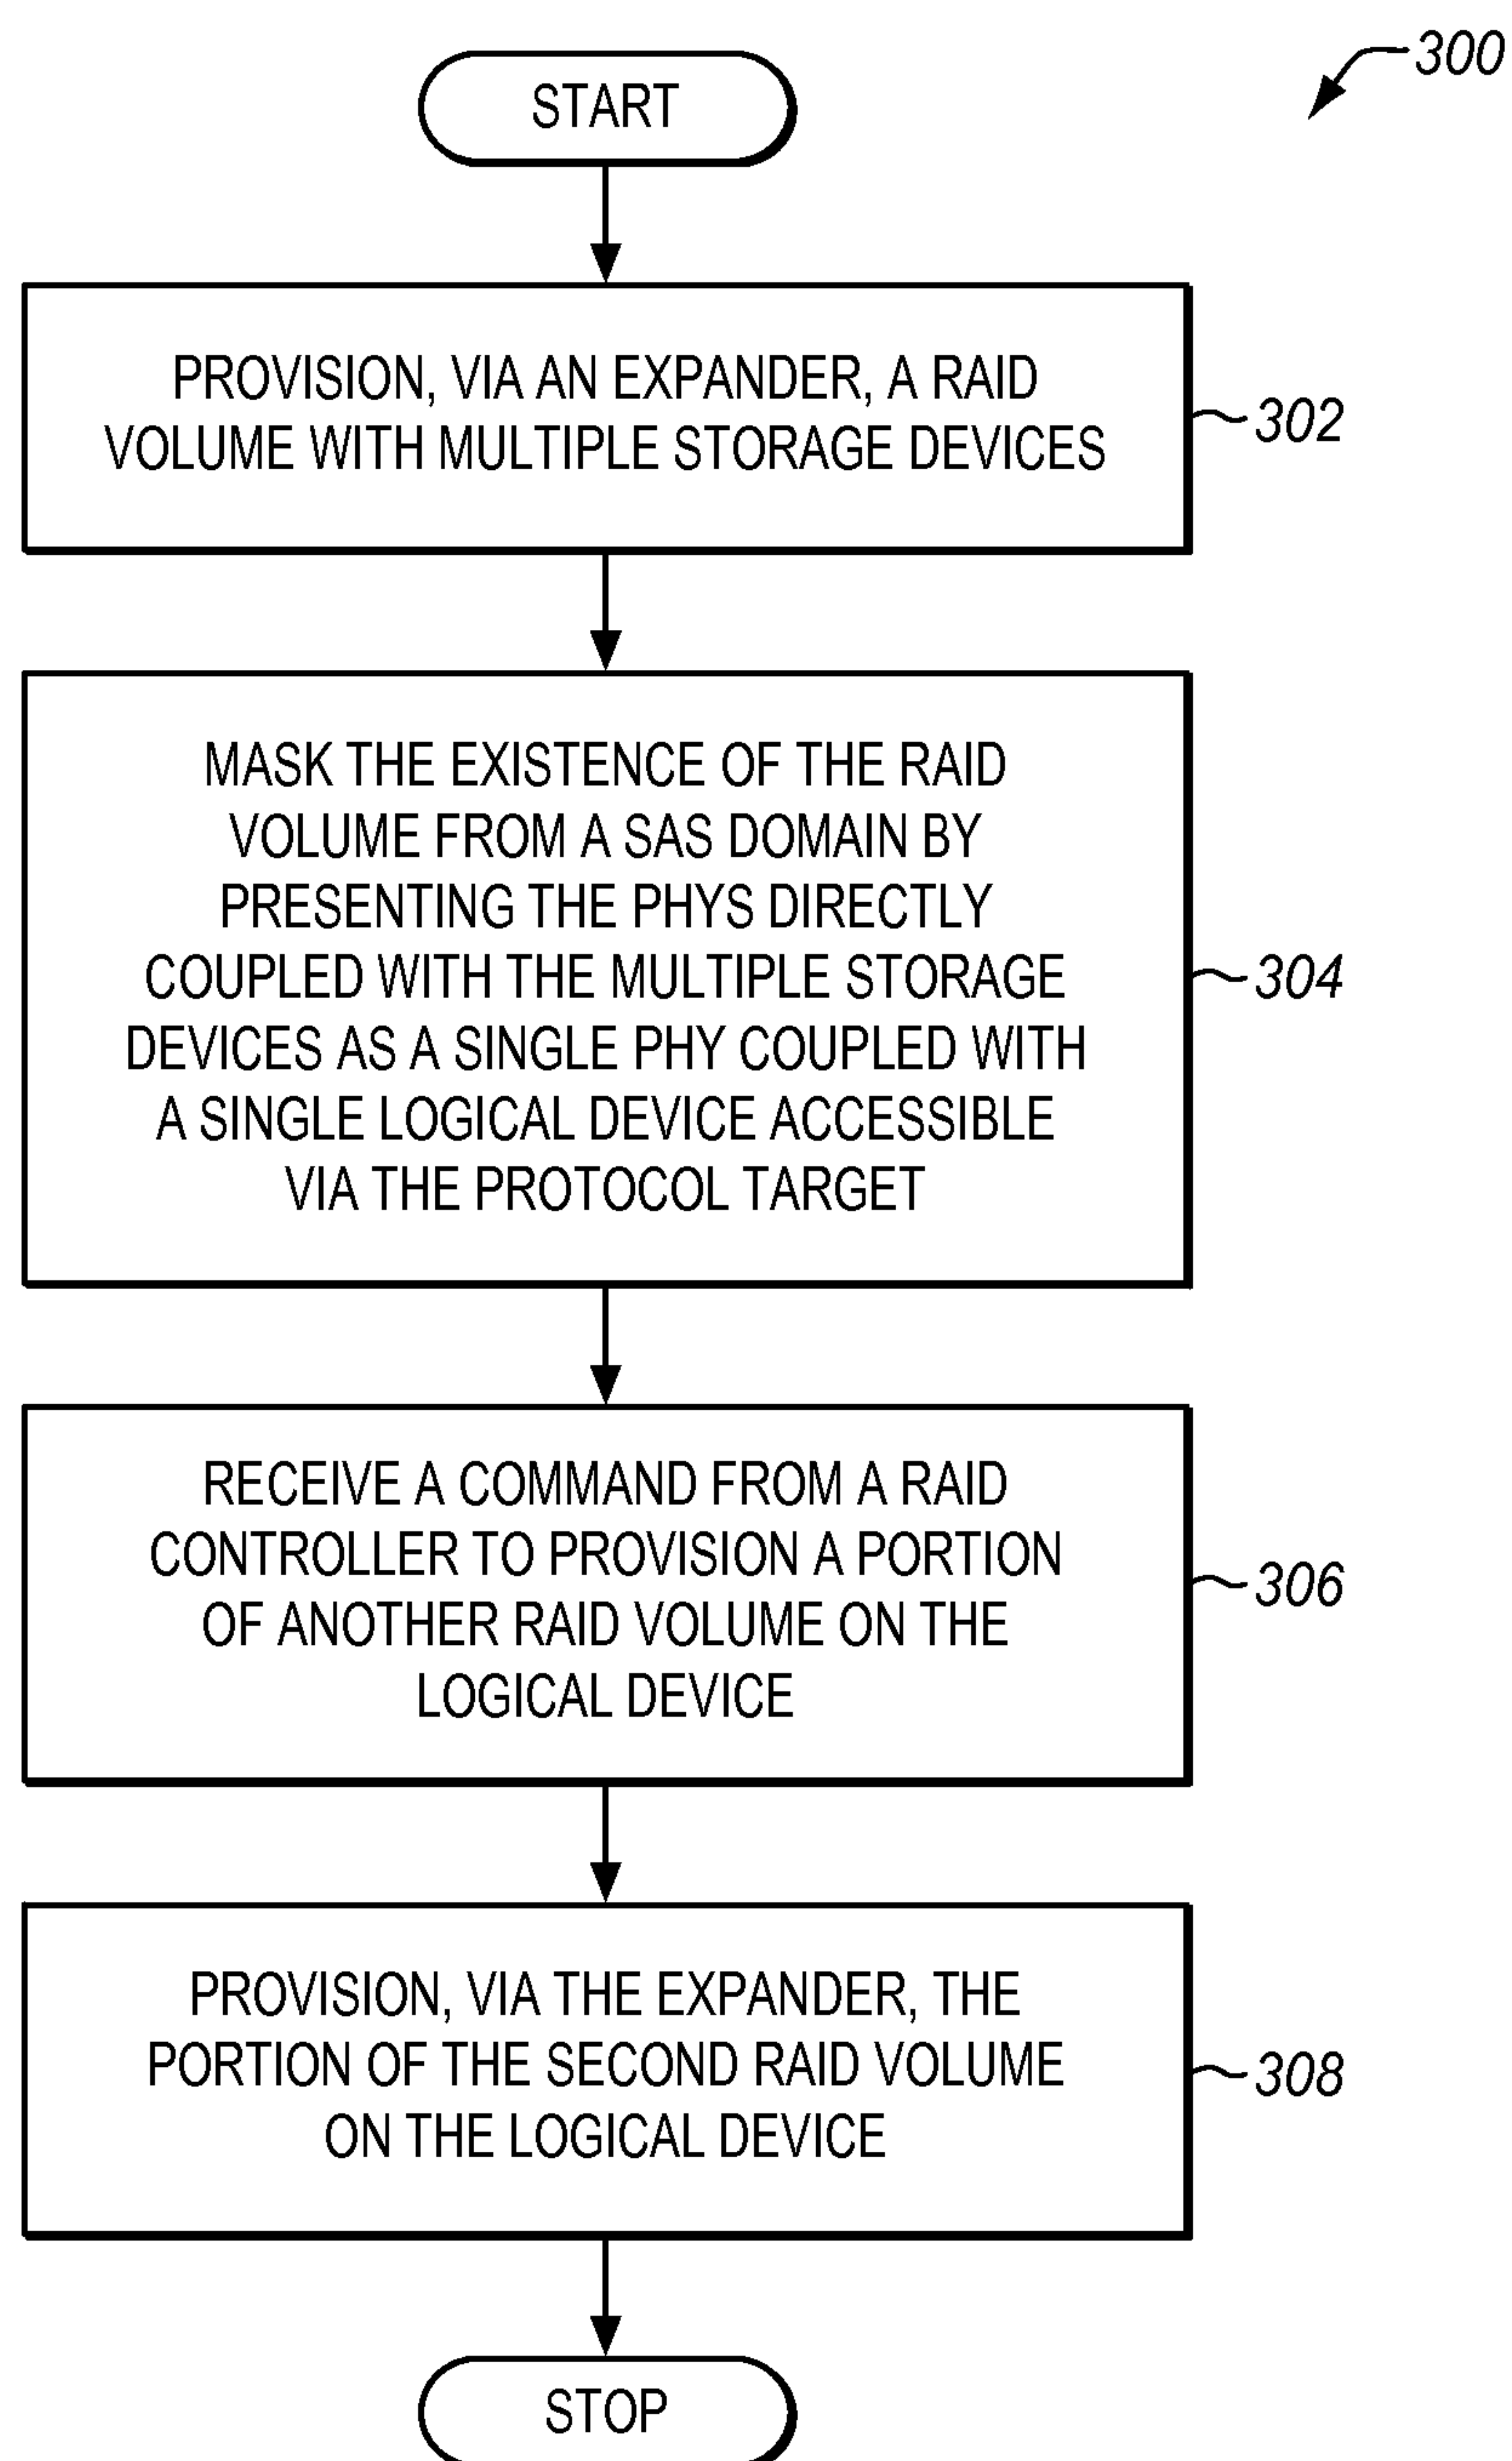 300
START
PROVISION, VIA AN EXPANDER, A RAID
VOLUME WITH MULTIPLE STORAGE DEVICES
302
MASK THE EXISTENCE OF THE RAID
VOLUME FROM A SAS DOMAIN BY
PRESENTING THE PHYS DIRECTLY
COUPLED WITH THE MULTIPLE STORAGE
DEVICES AS A SINGLE PHY COUPLED WITH
A SINGLE LOGICAL DEVICE ACCESSIBLE
VIA THE PROTOCOL TARGET
304
RECEIVE A COMMAND FROM A RAID
CONTROLLER TO PROVISION A PORTION
OF ANOTHER RAID VOLUME ON THE
LOGICAL DEVICE
306
PROVISION, VIA THE EXPANDER, THE
PORTION OF THE SECOND RAID VOLUME
ON THE LOGICAL DEVICE
308
STOP